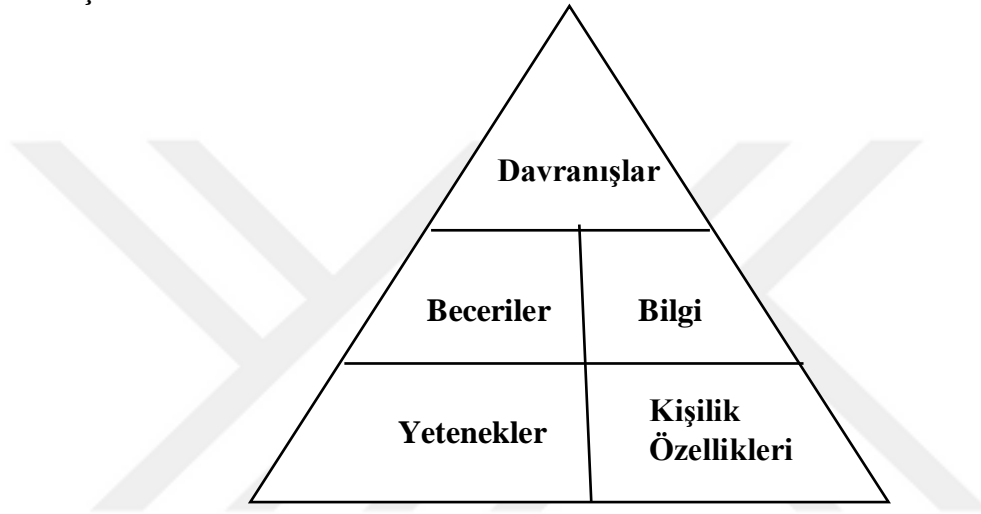 Davranışlar
Beceriler
Bilgi
Yetenekler
Kişilik
Özellikleri